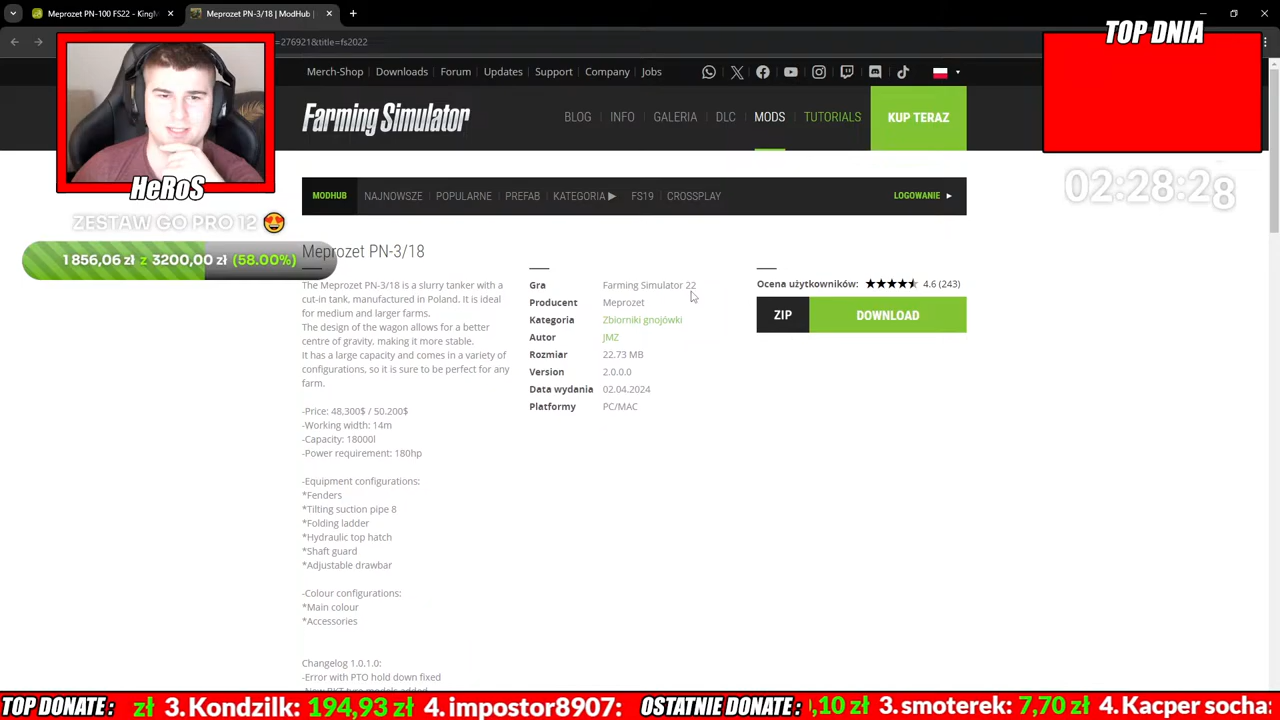 Meprozet PN-100 FS22 - KingM
Meprozet PN-3/18 | ModHub |
=276921&title=fs2022
TOP DNIA
Merch-Shop
Downloads
Forum
Updates
Support
Company
Jobs
Farming Simulator
BLOG
INFO
GALERIA
DLC
MODS
TUTORIALS
KUP TERAZ
HeRoS
02:28:28
ZESTAW GO PRO 12 😍
1 856,06 zł z 3200,00 zł (58.00%)
MODHUB
NAJNOWSZE
POPULARNE
PREFAB
KATEGORIA ▶
FS19
CROSSPLAY
LOGOWANIE ▶
Meprozet PN-3/18
The Meprozet PN-3/18 is a slurry tanker with a
cut-in tank, manufactured in Poland. It is ideal
for medium and larger farms.
The design of the wagon allows for a better
centre of gravity, making it more stable.
It has a large capacity and comes in a variety of
configurations, so it is sure to be perfect for any
farm.
-Price: 48,300$ / 50.200$
-Working width: 14m
-Capacity: 18000l
-Power requirement: 180hp
-Equipment configurations:
*Fenders
*Tilting suction pipe 8
*Folding ladder
*Hydraulic top hatch
*Shaft guard
*Adjustable drawbar
-Colour configurations:
*Main colour
*Accessories
Changelog 1.0.1.0:
-Error with PTO hold down fixed
Gra Farming Simulator 22
Producent Meprozet
Kategoria Zbiorniki gnojówki
Autor JMZ
Rozmiar 22.73 MB
Version 2.0.0.0
Data wydania 02.04.2024
Platformy PC/MAC
Ocena użytkowników: 4.6 (243)
ZIP DOWNLOAD
TOP DONATE : zł 3. Kondzilk: 194,93 zł 4. impostor8907:
OSTATNIE DONATE : ,10 zł 3. smoterek: 7,70 zł 4. Kacper socha: